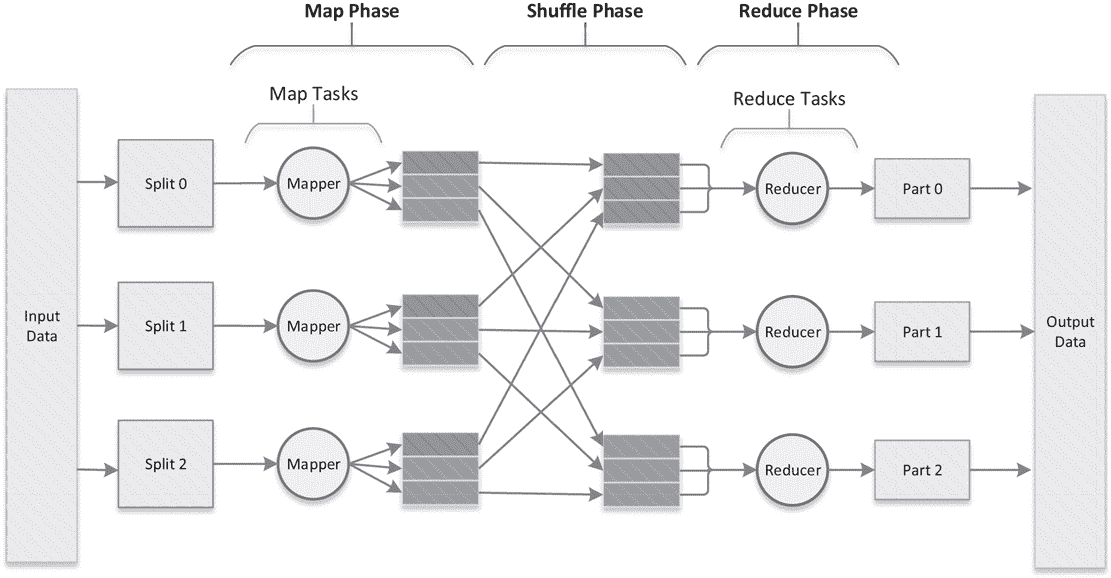 Map Phase
Shuffle Phase
Reduce Phase
Map Tasks
Reduce Tasks
Input
Data
Split 0
Mapper
Reducer
Part 0
Split 1
Mapper
Reducer
Part 1
Split 2
Mapper
Reducer
Part 2
Output
Data